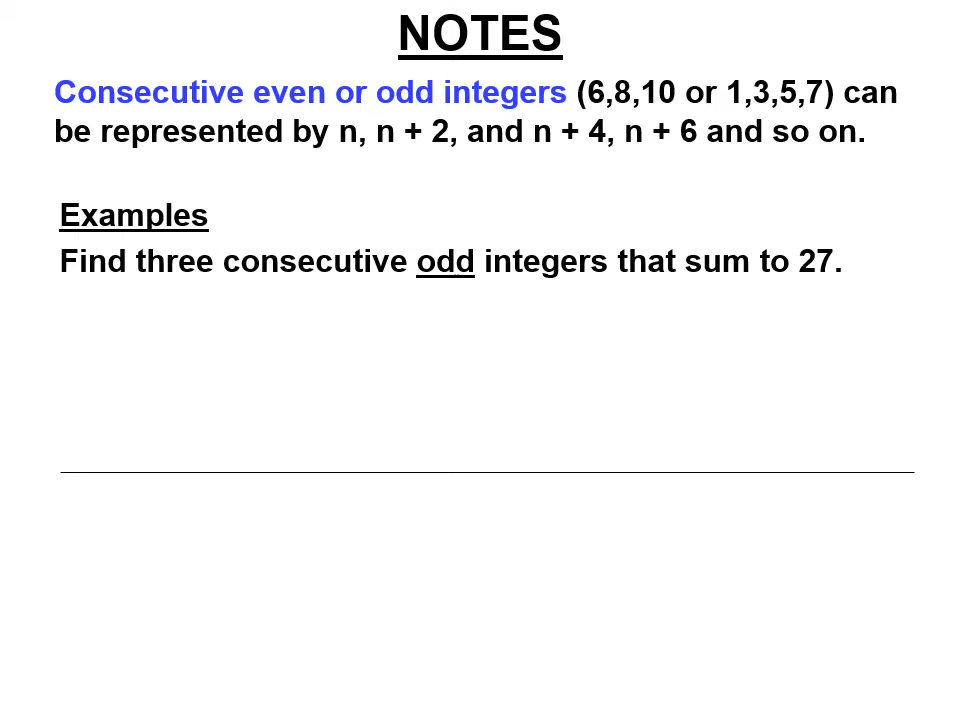 NOTES
Consecutive even or odd integers (6,8,10 or 1,3,5,7) can
be represented by n, n + 2, and n + 4, n + 6 and so on.
Examples
Find three consecutive odd integers that sum to 27.